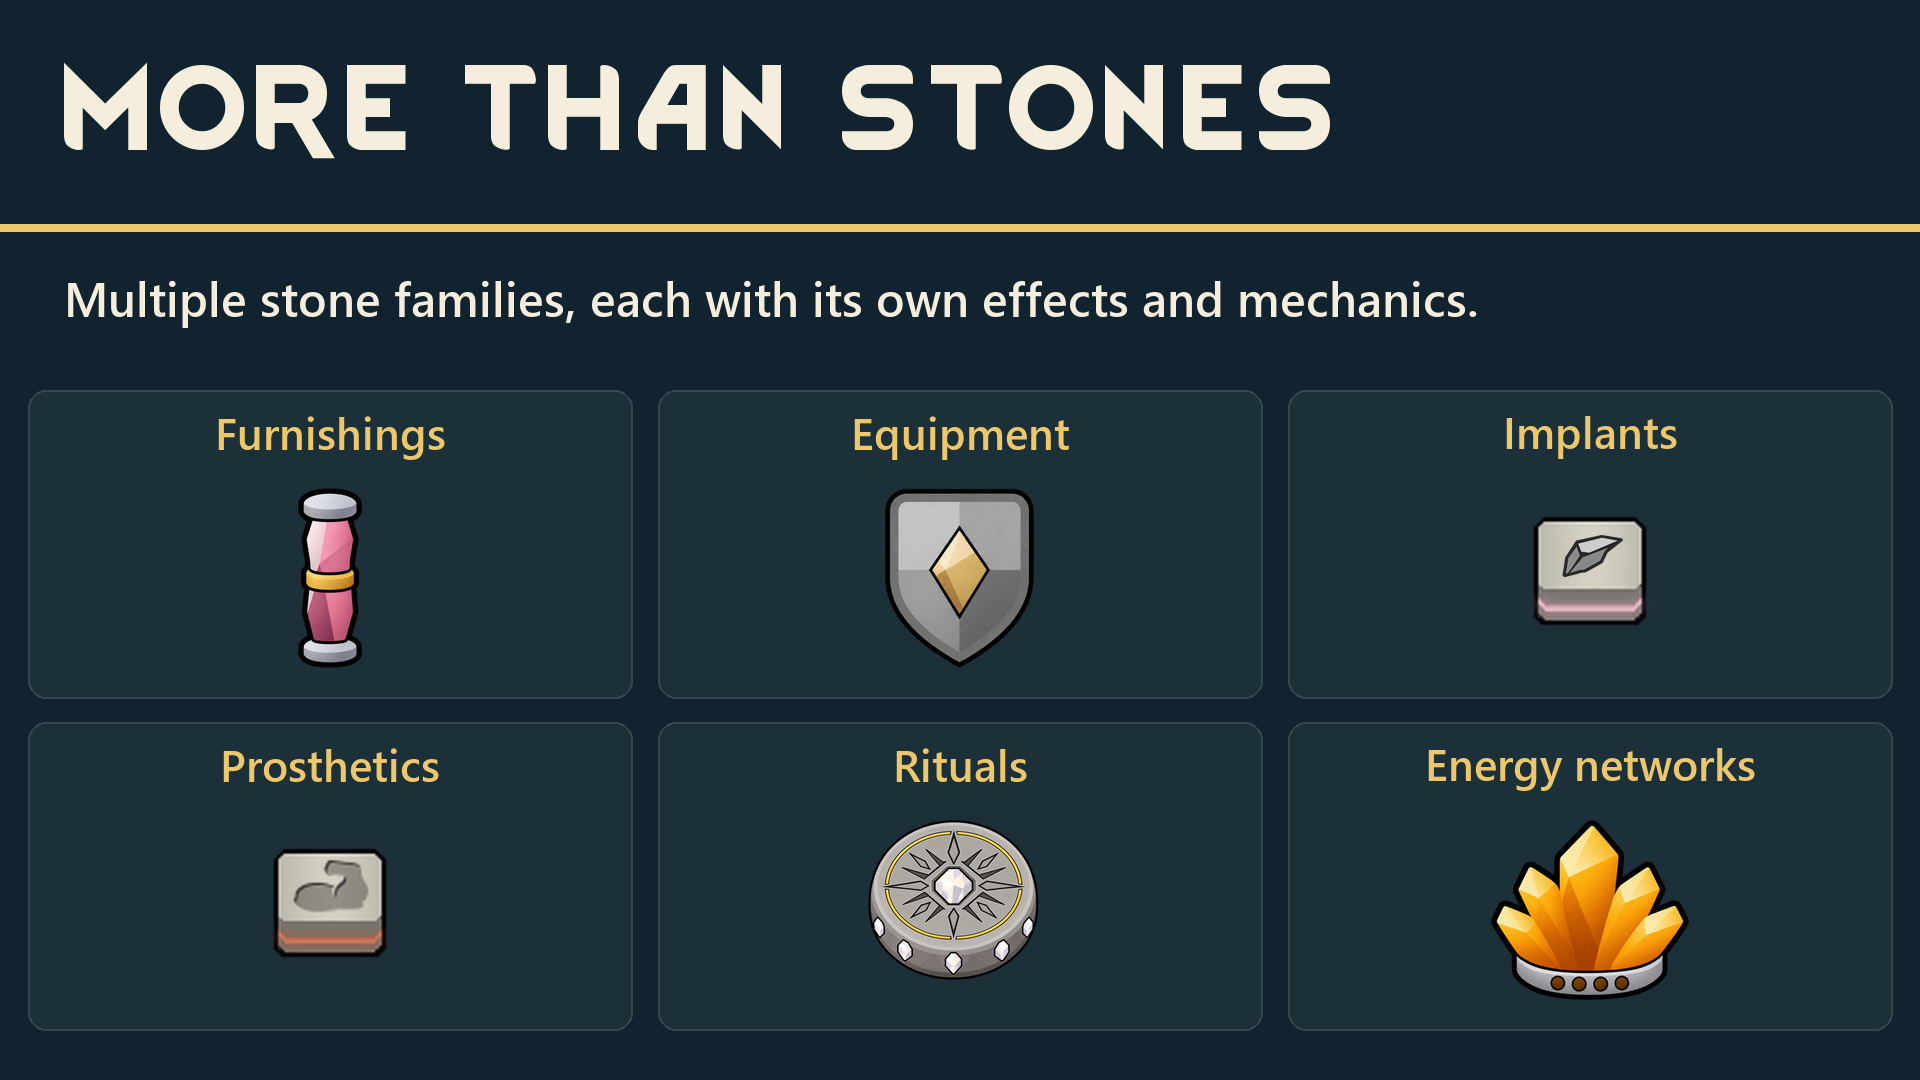 MORE THAN STONES
Multiple stone families, each with its own effects and mechanics.
Furnishings
Equipment
Implants
Prosthetics
Rituals
Energy networks